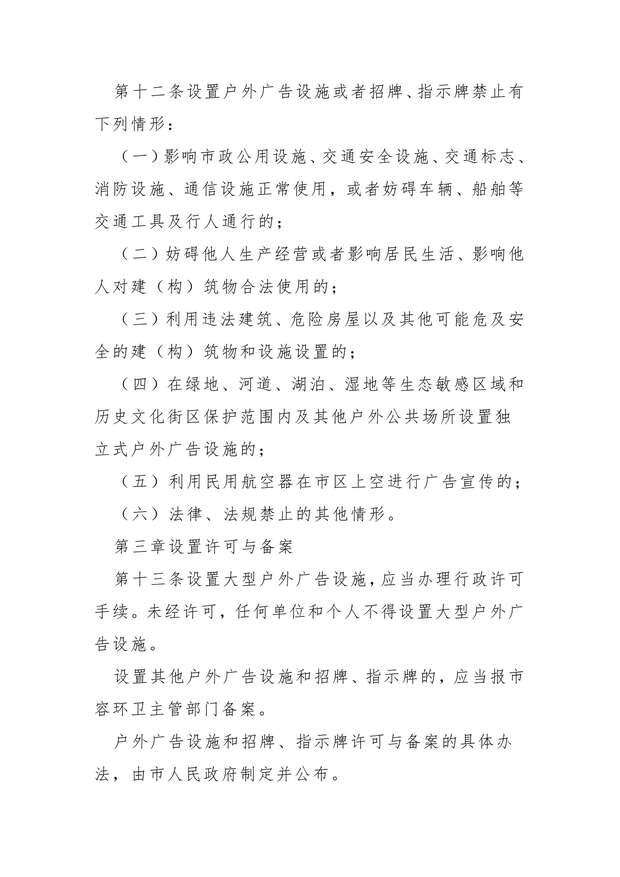 第十二条设置户外广告设施或者招牌、指示牌禁止有
下列情形：
（一）影响市政公用设施、交通安全设施、交通标志、
消防设施、通信设施正常使用，或者妨碍车辆、船舶等
交通工具及行人通行的；
（二）妨碍他人生产经营或者影响居民生活、影响他
人对建（构）筑物合法使用的；
（三）利用违法建筑、危险房屋以及其他可能危及安
全的建（构）筑物和设施设置的；
（四）在绿地、河道、湖泊、湿地等生态敏感区域和
历史文化街区保护范围内及其他户外公共场所设置独
立式户外广告设施的；
（五）利用民用航空器在市区上空进行广告宣传的；
（六）法律、法规禁止的其他情形。
第三章设置许可与备案
第十三条设置大型户外广告设施，应当办理行政许可
手续。未经许可，任何单位和个人不得设置大型户外广
告设施。
设置其他户外广告设施和招牌、指示牌的，应当报市
容环卫主管部门备案。
户外广告设施和招牌、指示牌许可与备案的具体办
法，由市人民政府制定并公布。